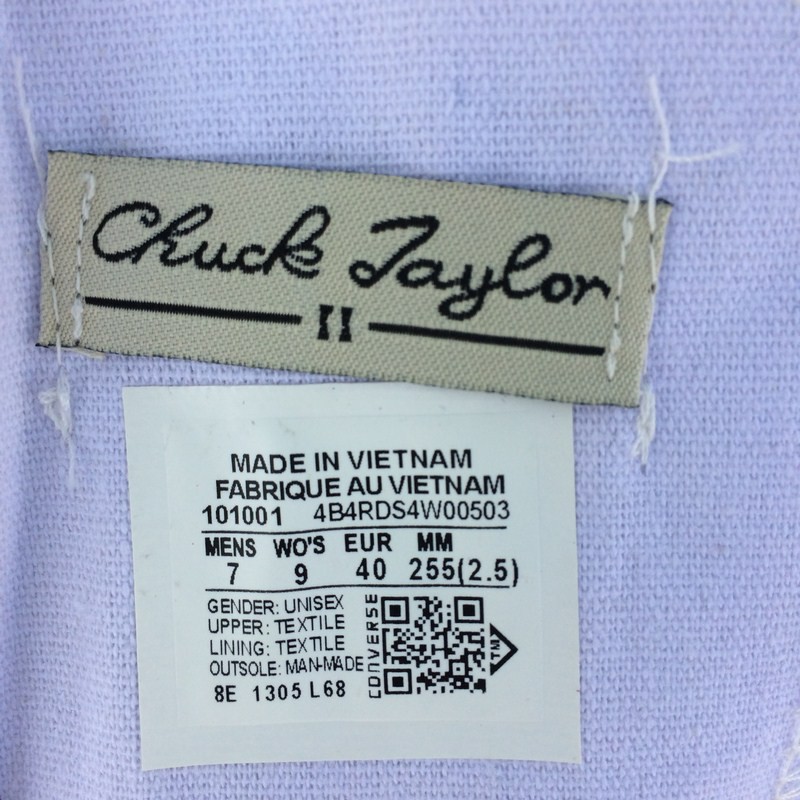 Chuck Taylor
II
MADE IN VIETNAM
FABRIQUE AU VIETNAM
101001 4B4RDS4W00503
MENS WO'S EUR MM
7 9 40 255(2.5)
GENDER: UNISEX
UPPER: TEXTILE
LINING: TEXTILE
OUTSOLE: MAN-MADE
8E 1305 L68
CONVERSE
TM